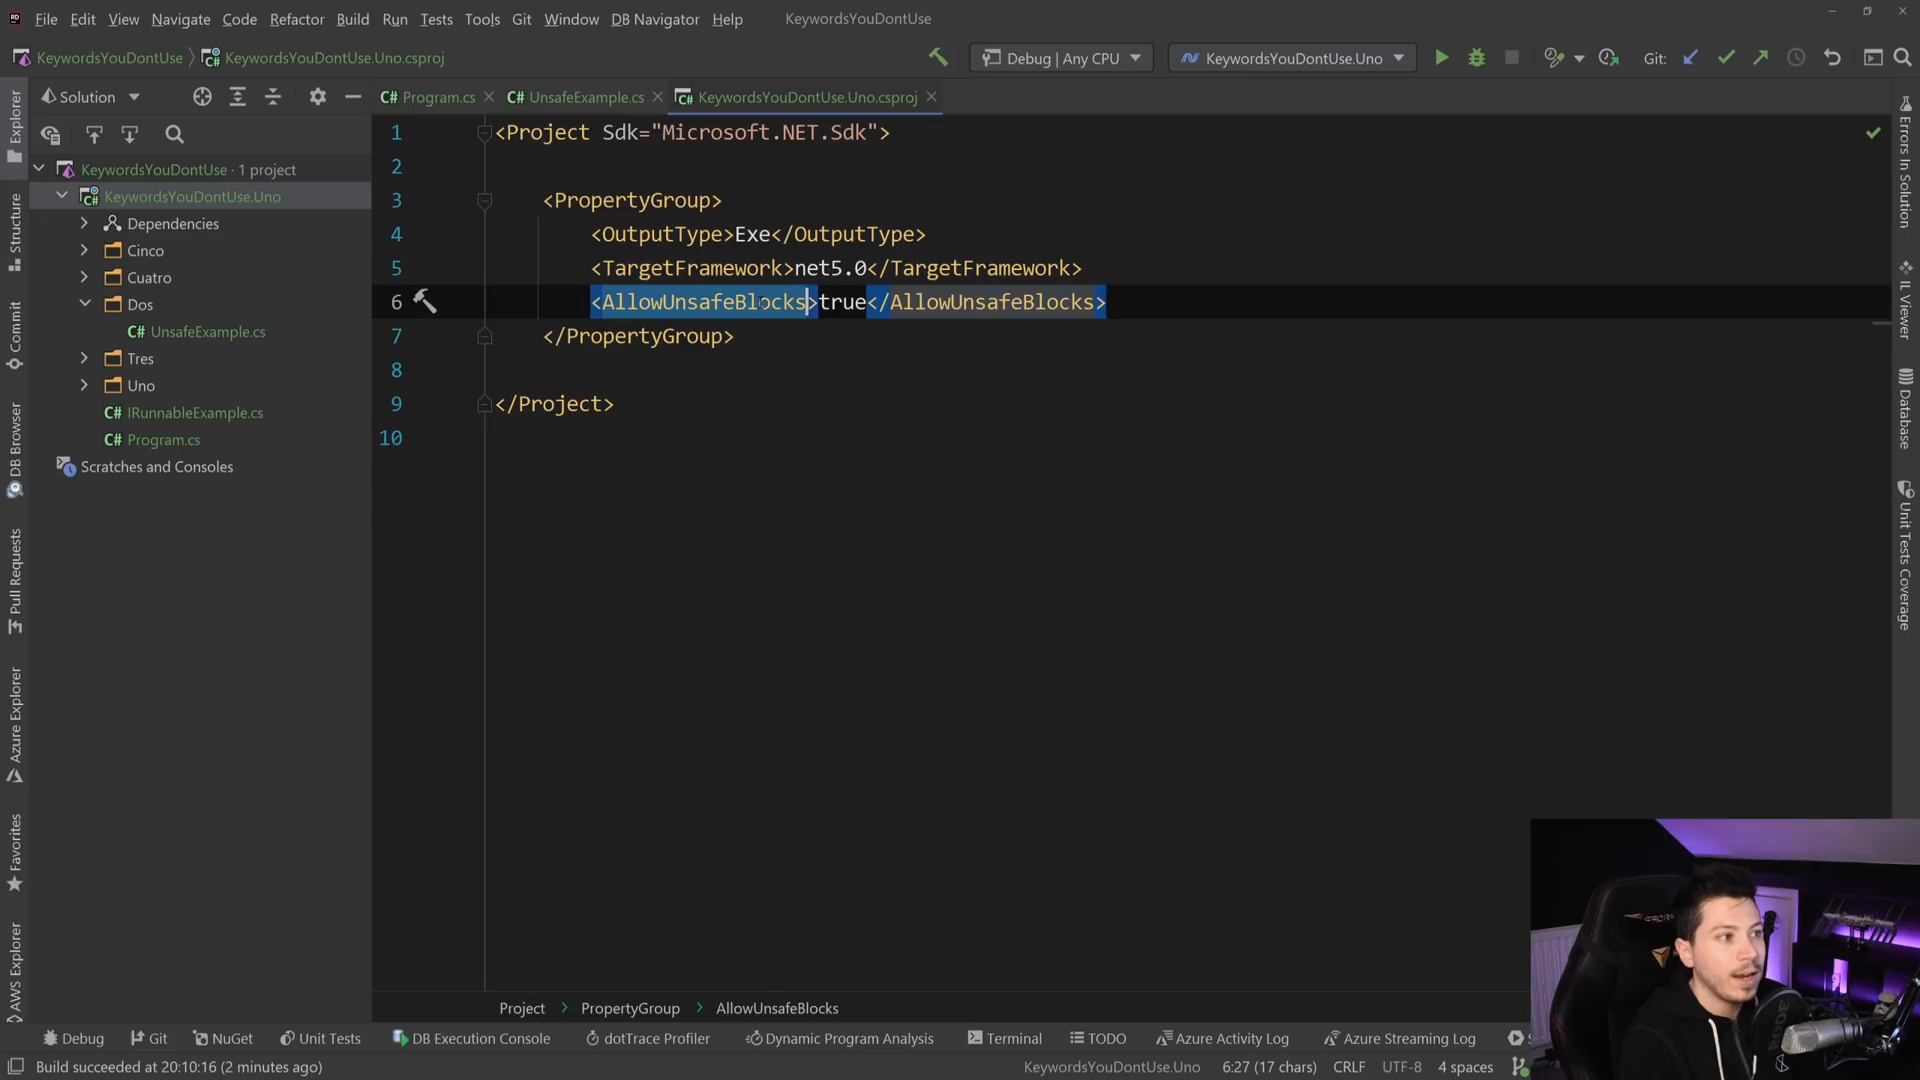 RD File Edit View Navigate Code Refactor Build Run Tests Tools Git Window DB Navigator Help KeywordsYouDontUse
KeywordsYouDontUse KeywordsYouDontUse.Uno.csproj Debug | Any CPU KeywordsYouDontUse.Uno Git:
Solution
C# Program.cs C# UnsafeExample.cs KeywordsYouDontUse.Uno.csproj
KeywordsYouDontUse · 1 project
KeywordsYouDontUse.Uno
Dependencies
Cinco
Cuatro
Dos
C# UnsafeExample.cs
Tres
Uno
C# IRunnableExample.cs
C# Program.cs
Scratches and Consoles
1 <Project Sdk="Microsoft.NET.Sdk">
2
3 <PropertyGroup>
4 <OutputType>Exe</OutputType>
5 <TargetFramework>net5.0</TargetFramework>
6 <AllowUnsafeBlocks>true</AllowUnsafeBlocks>
7 </PropertyGroup>
8
9 </Project>
10
Explorer
Structure
Commit
DB Browser
Pull Requests
Azure Explorer
Favorites
AWS Explorer
Errors In Solution
IL Viewer
Database
Unit Tests Coverage
RODE
Project > PropertyGroup > AllowUnsafeBlocks
Debug Git NuGet Unit Tests DB Execution Console dotTrace Profiler Dynamic Program Analysis Terminal TODO Azure Activity Log Azure Streaming Log
Build succeeded at 20:10:16 (2 minutes ago) KeywordsYouDontUse.Uno 6:27 (17 chars) CRLF UTF-8 4 spaces